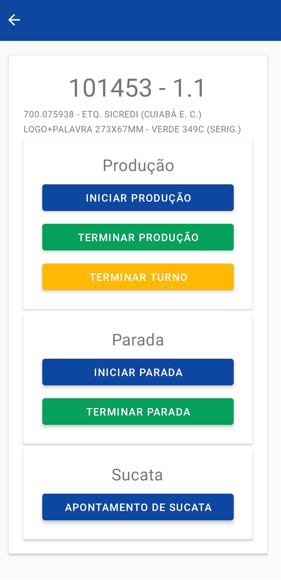 101453 - 1.1
700.075938 - ETQ. SICREDI (CUIABÁ E. C.)
LOGO+PALAVRA 273X67MM - VERDE 349C (SERIG.)
Produção
INICIAR PRODUÇÃO
TERMINAR PRODUÇÃO
TERMINAR TURNO
Parada
INICIAR PARADA
TERMINAR PARADA
Sucata
APONTAMENTO DE SUCATA